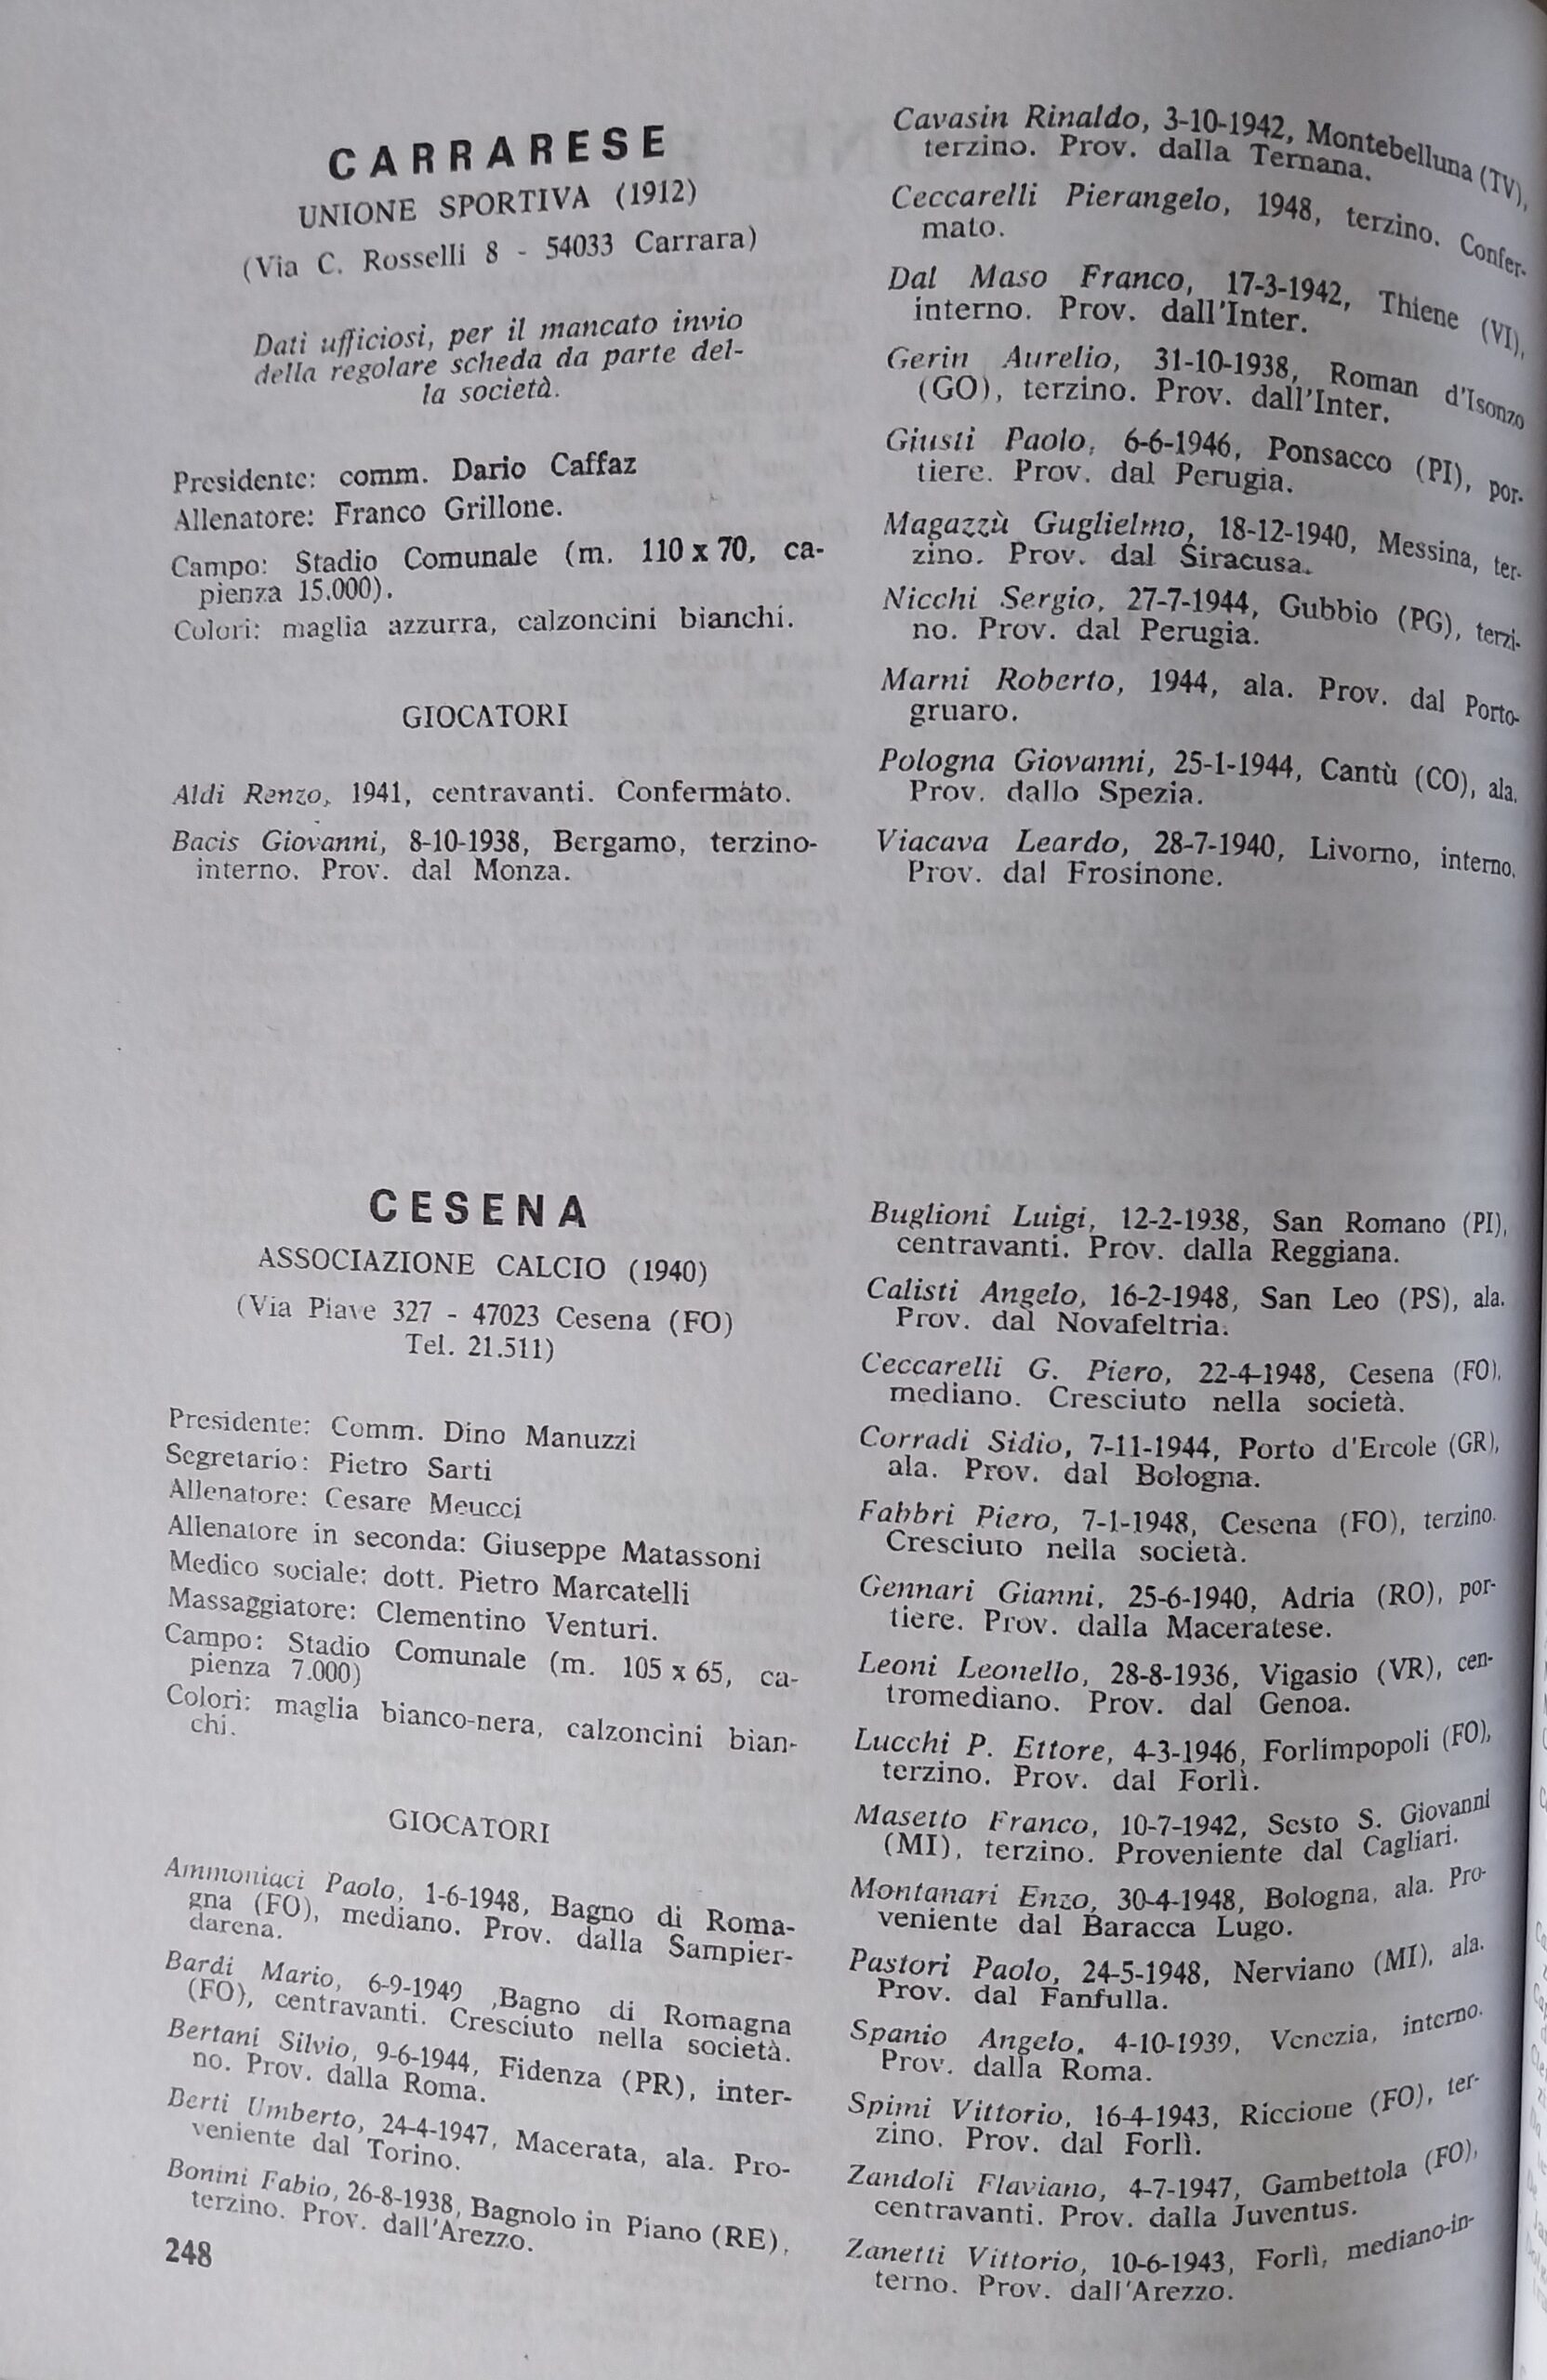 CARRARESE
UNIONE SPORTIVA (1912)
(Via C. Rosselli 8 - 54033 Carrara)
Dati ufficiosi, per il mancato invio
della regolare scheda da parte del-
la società.
Presidente: comm. Dario Caffaz
Allenatore: Franco Grillone.
Campo: Stadio Comunale (m. 110 x 70, ca-
pienza 15.000).
Colori: maglia azzurra, calzoncini bianchi.
GIOCATORI
Aldi Renzo, 1941, centravanti. Confermato.
Bacis Giovanni, 8-10-1938, Bergamo, terzino-
interno. Prov. dal Monza.
Cavasin Rinaldo, 3-10-1942, Montebelluna (TV),
terzino. Prov. dalla Ternana.
Ceccarelli Pierangelo, 1948, terzino. Confer-
mato.
Dal Maso Franco, 17-3-1942, Thiene (VI),
interno. Prov. dall'Inter.
Gerin Aurelio, 31-10-1938, Roman d'Isonzo
(GO), terzino. Prov. dall'Inter.
Giusti Paolo, 6-6-1946, Ponsacco (PI), por-
tiere. Prov. dal Perugia.
Magazzù Guglielmo, 18-12-1940, Messina, ter-
zino. Prov. dal Siracusa.
Nicchi Sergio, 27-7-1944, Gubbio (PG), terzi-
no. Prov. dal Perugia.
Marni Roberto, 1944, ala. Prov. dal Porto-
gruaro.
Pologna Giovanni, 25-1-1944, Cantù (CO), ala.
Prov. dallo Spezia.
Viacava Leardo, 28-7-1940, Livorno, interno.
Prov. dal Frosinone.
CESENA
ASSOCIAZIONE CALCIO (1940)
(Via Piave 327 - 47023 Cesena (FO)
Tel. 21.511)
Presidente: Comm. Dino Manuzzi
Segretario: Pietro Sarti
Allenatore: Cesare Meucci
Allenatore in seconda: Giuseppe Matassoni
Medico sociale: dott. Pietro Marcatelli
Massaggiatore: Clementino Venturi.
Campo: Stadio Comunale (m. 105 x 65, ca-
pienza 7.000)
Colori: maglia bianco-nera, calzoncini bian-
chi.
GIOCATORI
Ammoniaci Paolo, 1-6-1948, Bagno di Roma-
gna (FO), mediano. Prov. dalla Sampier-
darena.
Bardi Mario, 6-9-1949 ,Bagno di Romagna
(FO), centravanti. Cresciuto nella società.
Bertani Silvio, 9-6-1944, Fidenza (PR), inter-
no. Prov. dalla Roma.
Berti Umberto, 24-4-1947, Macerata, ala. Pro-
veniente dal Torino.
Bonini Fabio, 26-8-1938, Bagnolo in Piano (RE),
terzino. Prov. dall'Arezzo.
Buglioni Luigi, 12-2-1938, San Romano (PI),
centravanti. Prov. dalla Reggiana.
Calisti Angelo, 16-2-1948, San Leo (PS), ala.
Prov. dal Novafeltria.
Ceccarelli G. Piero, 22-4-1948, Cesena (FO),
mediano. Cresciuto nella società.
Corradi Sidio, 7-11-1944, Porto d'Ercole (GR),
ala. Prov. dal Bologna.
Fabbri Piero, 7-1-1948, Cesena (FO), terzino.
Cresciuto nella società.
Gennari Gianni, 25-6-1940, Adria (RO), por-
tiere. Prov. dalla Maceratese.
Leoni Leonello, 28-8-1936, Vigasio (VR), cen-
tromediano. Prov. dal Genoa.
Lucchi P. Ettore, 4-3-1946, Forlimpopoli (FO),
terzino. Prov. dal Forlì.
Masetto Franco, 10-7-1942, Sesto S. Giovanni
(MI), terzino. Proveniente dal Cagliari.
Montanari Enzo, 30-4-1948, Bologna, ala. Pro-
veniente dal Baracca Lugo.
Pastori Paolo, 24-5-1948, Nerviano (MI), ala.
Prov. dal Fanfulla.
Spanio Angelo, 4-10-1939, Venezia, interno.
Prov. dalla Roma.
Spimi Vittorio, 16-4-1943, Riccione (FO), ter-
zino. Prov. dal Forlì.
Zandoli Flaviano, 4-7-1947, Gambettola (FO),
centravanti. Prov. dalla Juventus.
Zanetti Vittorio, 10-6-1943, Forlì, mediano-in-
terno. Prov. dall'Arezzo.
248